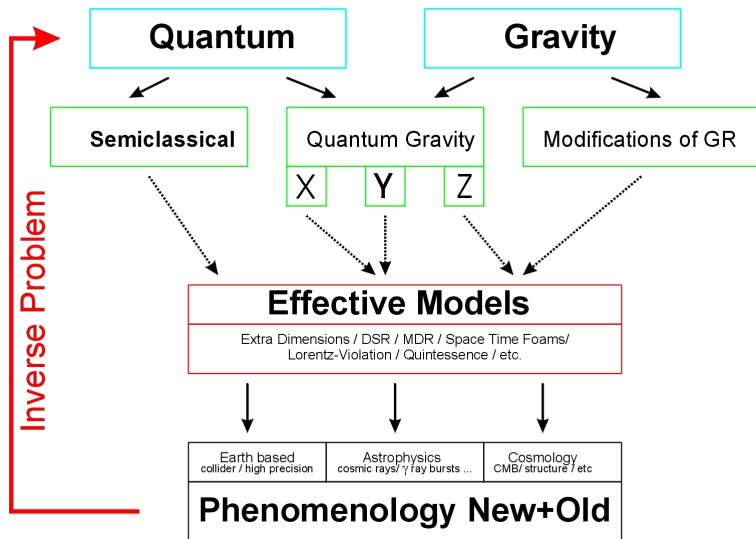 Quantum
Gravity
Semiclassical
Quantum Gravity
Modifications of GR
X
Y
Z
Inverse Problem
Effective Models
Extra Dimensions / DSR / MDR / Space Time Foams/
Lorentz-Violation / Quintessence / etc.
Earth based
collider / high precision
Astrophysics
cosmic rays/ γ ray bursts ...
Cosmology
CMB/ structure / etc
Phenomenology New+Old